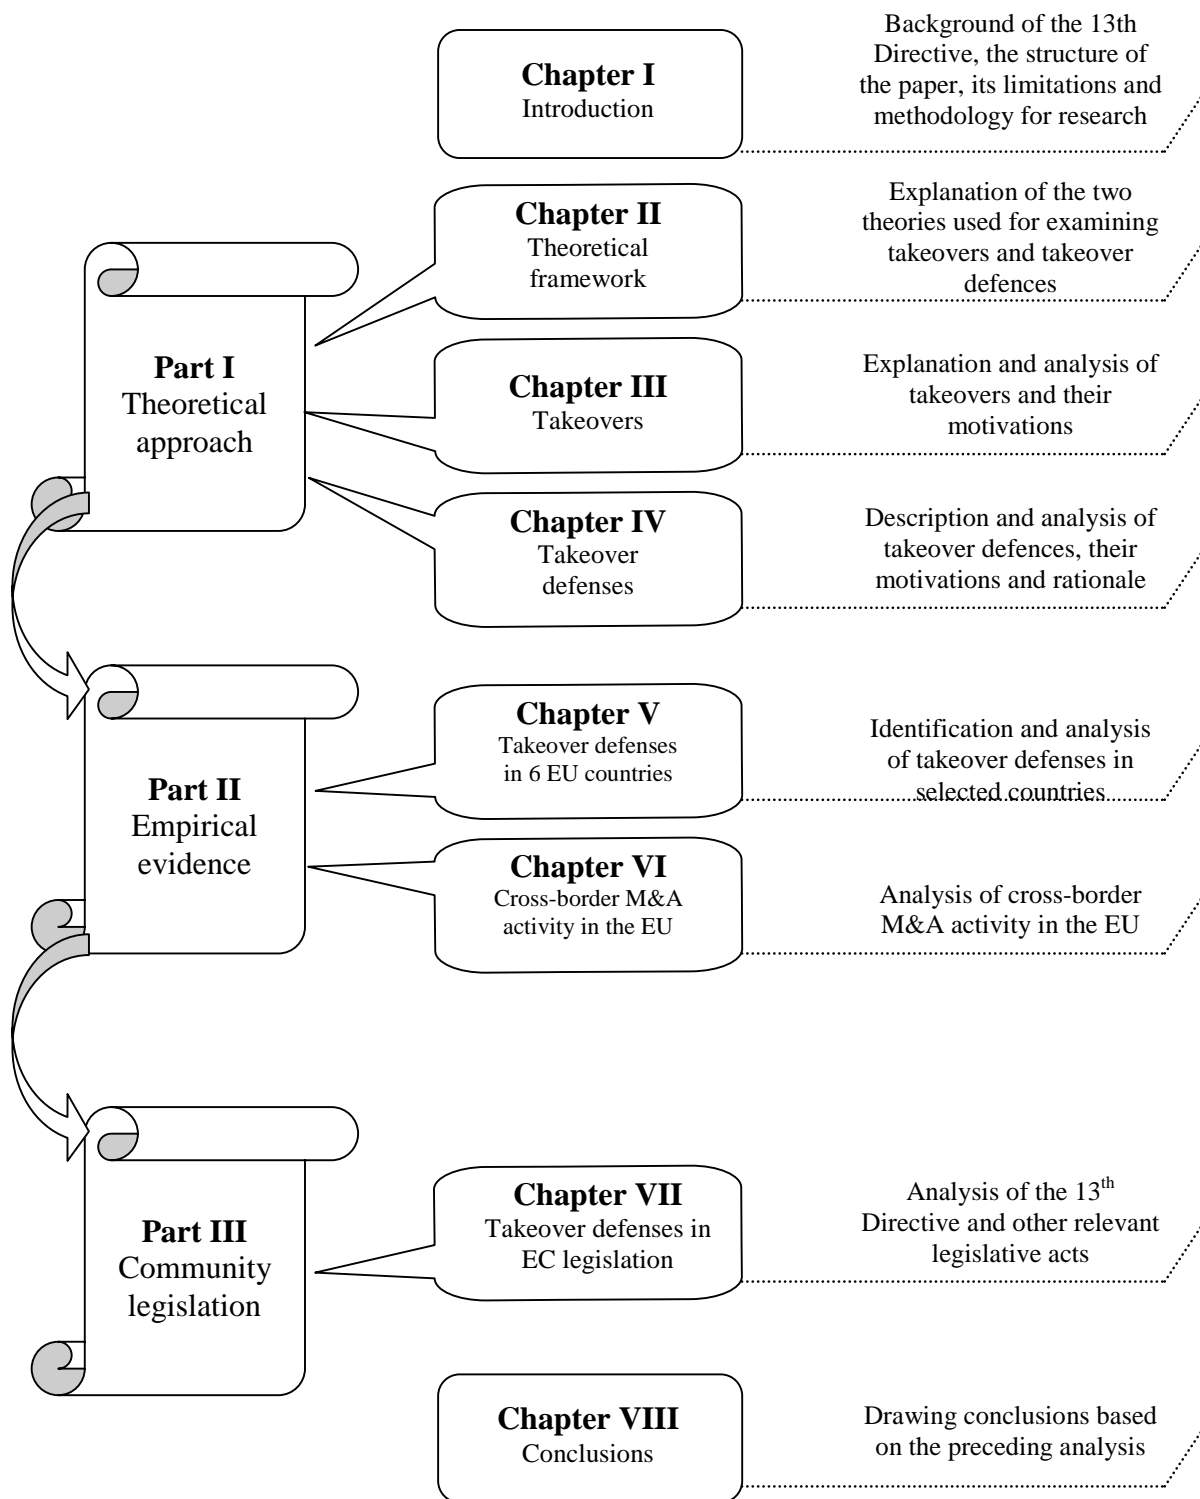 Chapter I
Introduction
Background of the 13th
Directive, the structure of
the paper, its limitations and
methodology for research
Chapter II
Theoretical
framework
Explanation of the two
theories used for examining
takeovers and takeover
defences
Part I
Theoretical
approach
Chapter III
Takeovers
Explanation and analysis of
takeovers and their
motivations
Chapter IV
Takeover
defenses
Description and analysis of
takeover defences, their
motivations and rationale
Part II
Empirical
evidence
Chapter V
Takeover defenses
in 6 EU countries
Identification and analysis
of takeover defenses in
selected countries
Chapter VI
Cross-border M&A
activity in the EU
Analysis of cross-border
M&A activity in the EU
Part III
Community
legislation
Chapter VII
Takeover defenses in
EC legislation
Analysis of the 13th
Directive and other relevant
legislative acts
Chapter VIII
Conclusions
Drawing conclusions based
on the preceding analysis